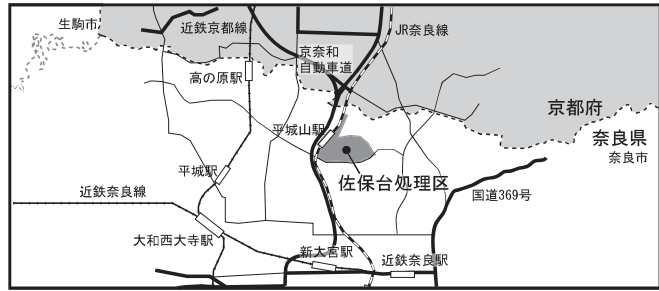 生駒市
近鉄京都線
JR奈良線
京奈和
自動車道
高の原駅
京都府
平城山駅
奈良県
奈良市
平城駅
佐保台処理区
近鉄奈良線
国道369号
大和西大寺駅
新大宮駅
近鉄奈良駅